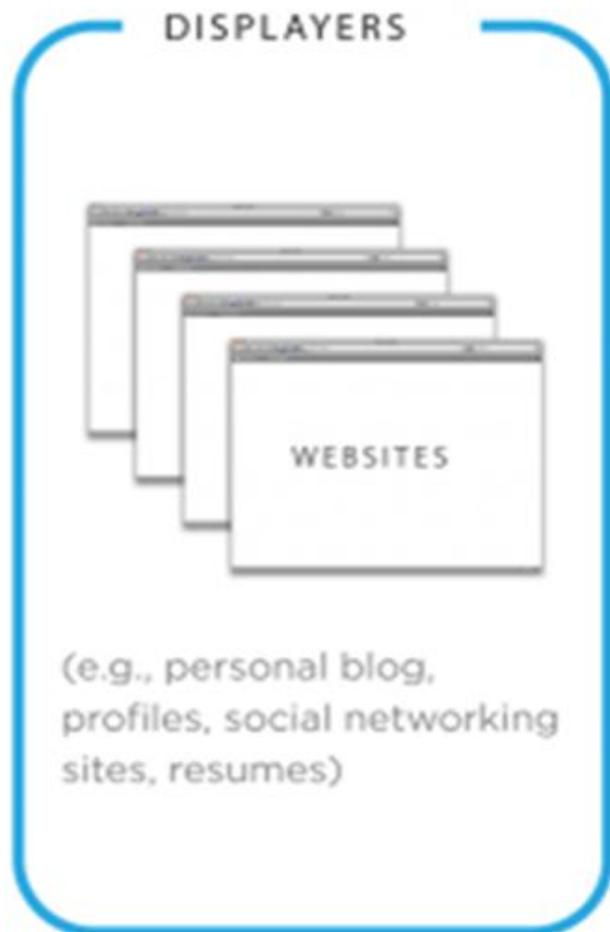 DISPLAYERS
WEBSITES
(e.g., personal blog,
profiles, social networking
sites, resumes)